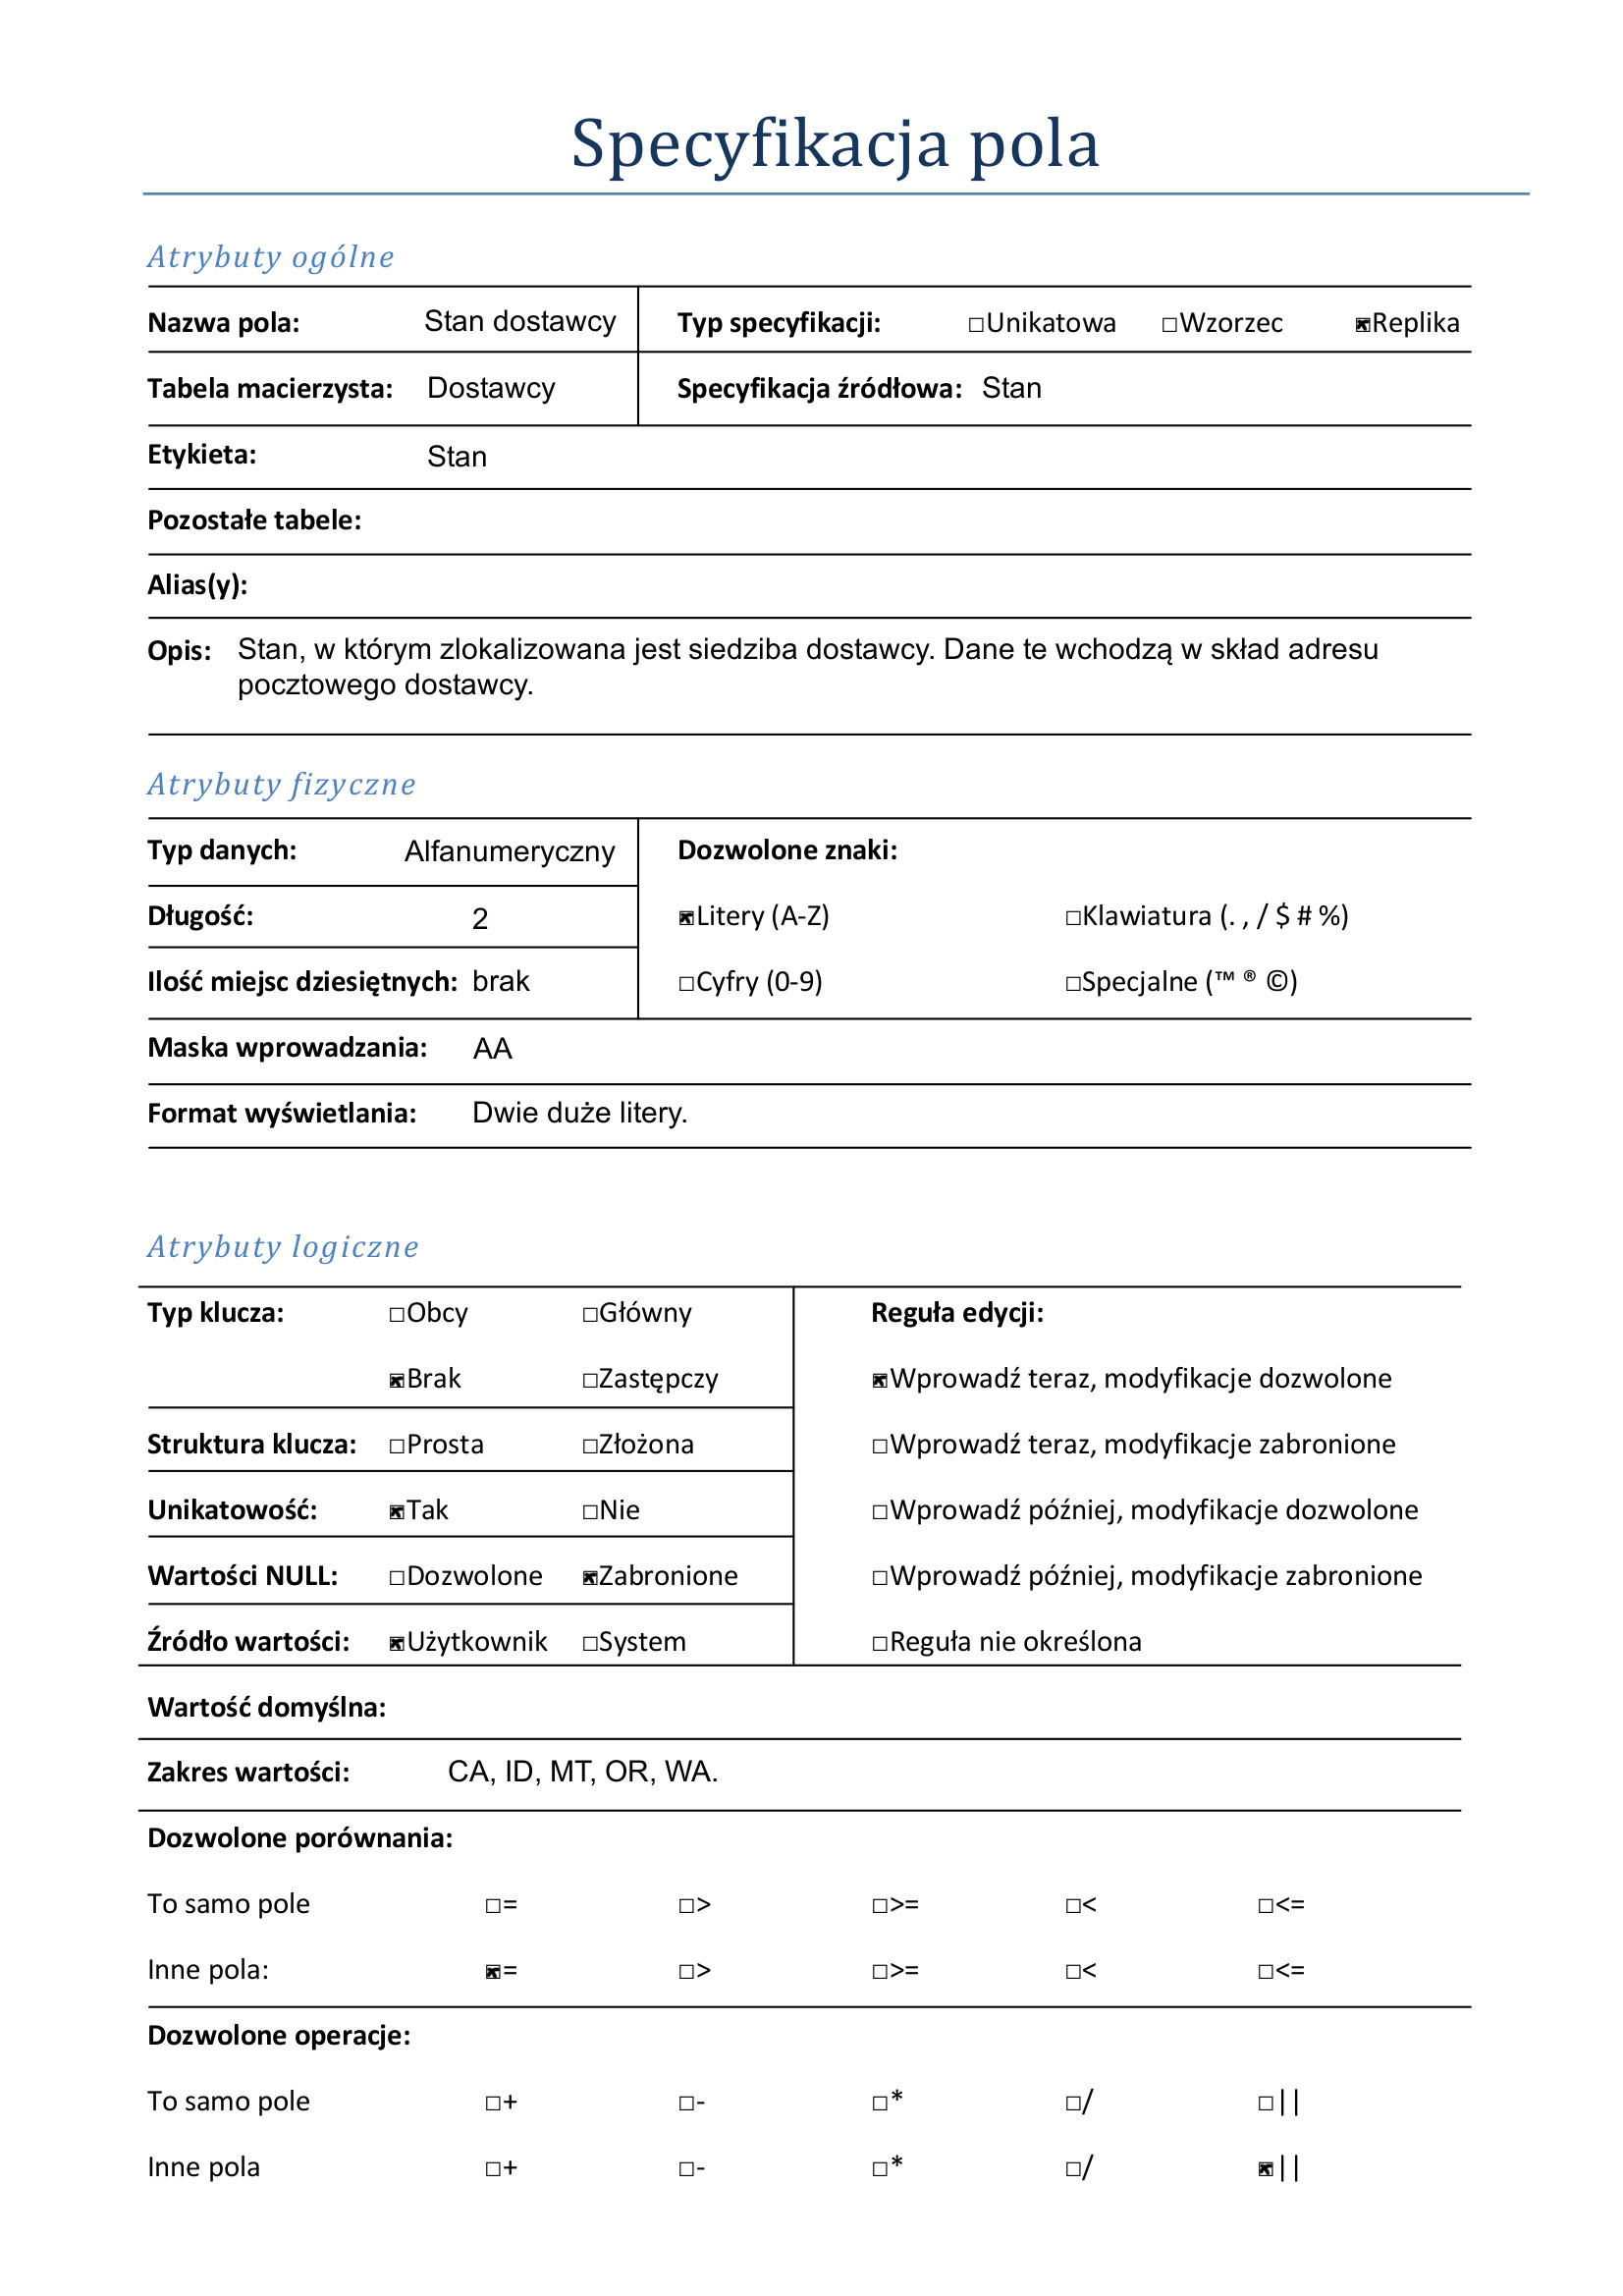 Specyfikacja pola
Atrybuty ogólne
Nazwa pola: Stan dostawcy Typ specyfikacji: ☐Unikatowa ☐Wzorzec ☒Replika
Tabela macierzysta: Dostawcy Specyfikacja źródłowa: Stan
Etykieta: Stan
Pozostałe tabele:
Alias(y):
Opis: Stan, w którym zlokalizowana jest siedziba dostawcy. Dane te wchodzą w skład adresu
pocztowego dostawcy.
Atrybuty fizyczne
Typ danych: Alfanumeryczny Dozwolone znaki:
Długość: 2 ☒Litery (A-Z) ☐Klawiatura (. , / $ # %)
Ilość miejsc dziesiętnych: brak ☐Cyfry (0-9) ☐Specjalne (™ ® ©)
Maska wprowadzania: AA
Format wyświetlania: Dwie duże litery.
Atrybuty logiczne
Typ klucza: ☐Obcy ☐Główny Reguła edycji:
☒Brak ☐Zastępczy ☒Wprowadź teraz, modyfikacje dozwolone
Struktura klucza: ☐Prosta ☐Złożona ☐Wprowadź teraz, modyfikacje zabronione
Unikatowość: ☒Tak ☐Nie ☐Wprowadź później, modyfikacje dozwolone
Wartości NULL: ☐Dozwolone ☒Zabronione ☐Wprowadź później, modyfikacje zabronione
Źródło wartości: ☒Użytkownik ☐System ☐Reguła nie określona
Wartość domyślna:
Zakres wartości: CA, ID, MT, OR, WA.
Dozwolone porównania:
To samo pole ☐= ☐> ☐>= ☐< ☐<=
Inne pola: ☒= ☐> ☐>= ☐< ☐<=
Dozwolone operacje:
To samo pole ☐+ ☐- ☐* ☐/ ☐||
Inne pola ☐+ ☐- ☐* ☐/ ☒||